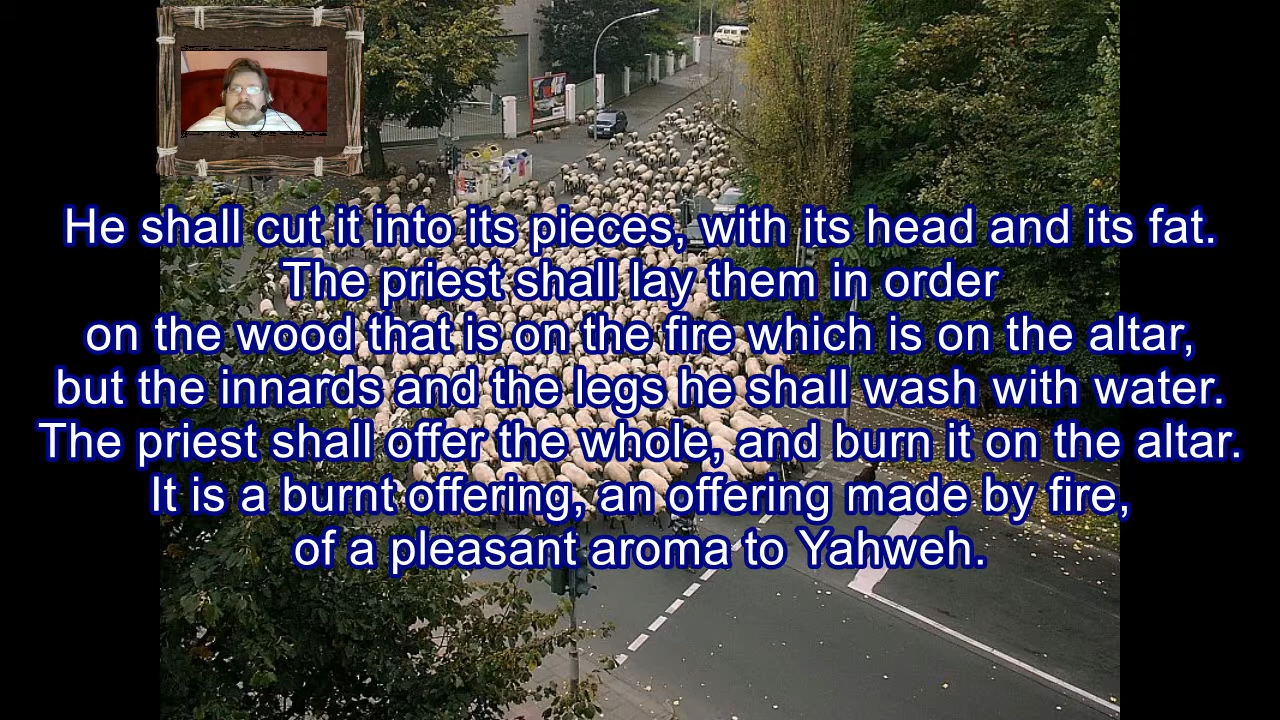 He shall cut it into its pieces, with its head and its fat.
The priest shall lay them in order
on the wood that is on the fire which is on the altar,
but the innards and the legs he shall wash with water.
The priest shall offer the whole, and burn it on the altar.
It is a burnt offering, an offering made by fire,
of a pleasant aroma to Yahweh.